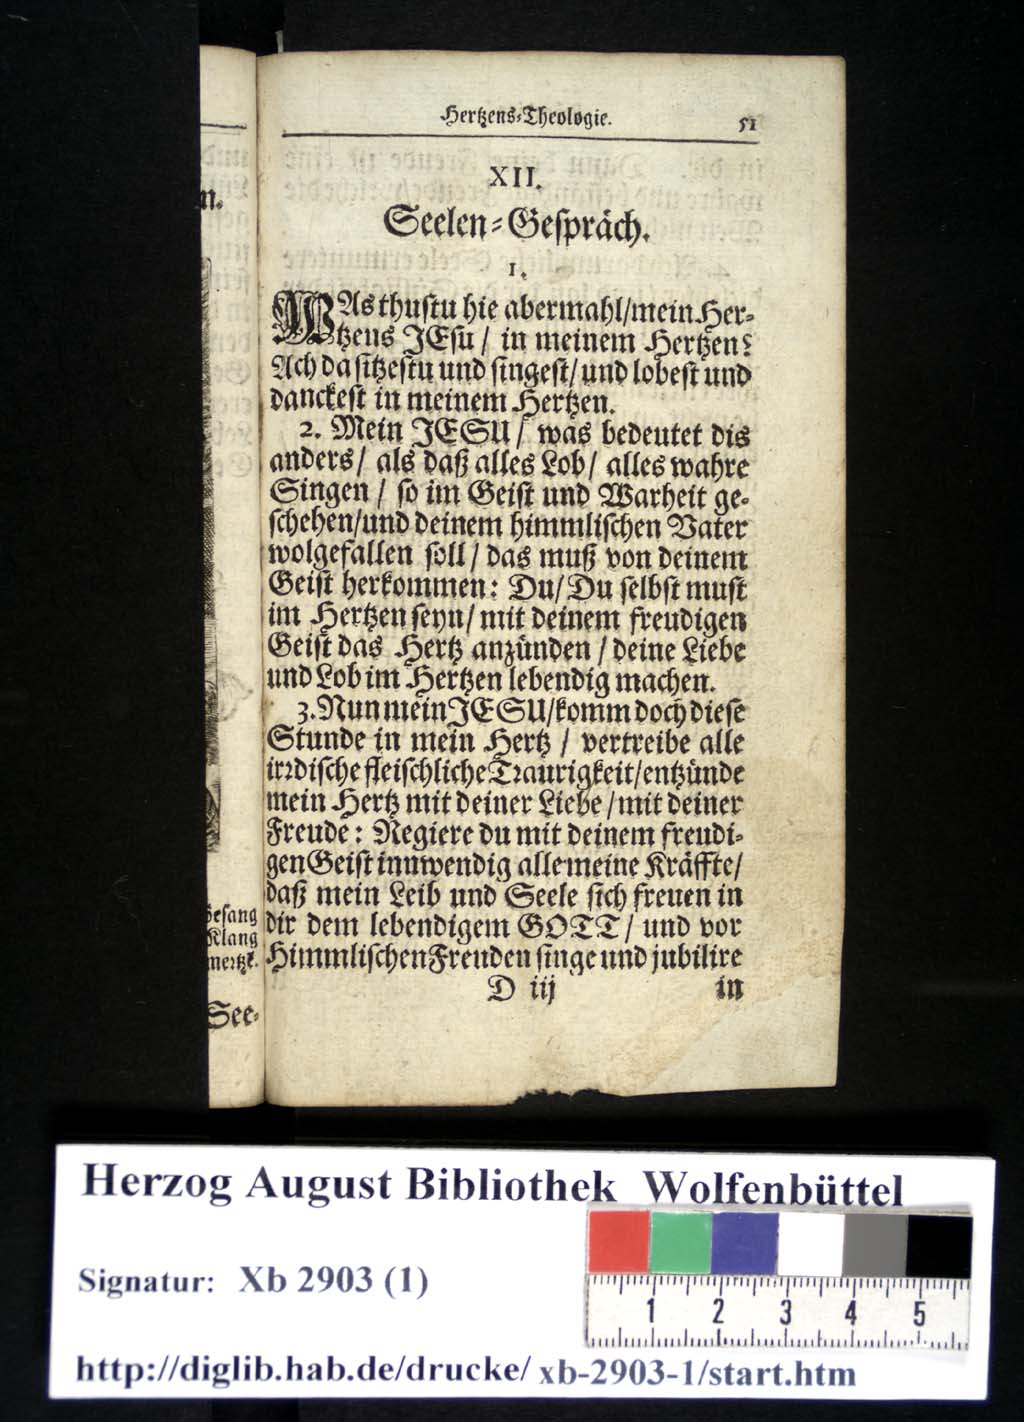 n.
Gesang
Klang
mertzt.
See-
Hertzens-Theologie. 51
XII.
Seelen-Gespräch.
1.
WAs thustu hie abermahl/mein Her-
tzens JEsu/ in meinem Hertzen?
Ach da sitzestu und singest/und lobest und
danckest in meinem Hertzen.
2. Mein JESU/ was bedeutet dis
anders/ als daß alles Lob/ alles wahre
Singen/ so im Geist und Warheit ge-
schehen/und deinem himmlischen Vater
wolgefallen soll/ das muß von deinem
Geist herkommen: Du/Du selbst must
im Hertzen seyn/ mit deinem freudigen
Geist das Hertz anzünden/ deine Liebe
und Lob im Hertzen lebendig machen.
3. Nun mein JESU/komm doch diese
Stunde in mein Hertz/ vertreibe alle
irrdische fleischliche Traurigkeit/entzünde
mein Hertz mit deiner Liebe/mit deiner
Freude: Regiere du mit deinem freudi-
gen Geist innwendig alle meine Kräffte/
daß mein Leib und Seele sich freuen in
dir dem lebendigem GOTT/ und vor
Himmlischen Freuden singe und jubilire
D iij in
Herzog August Bibliothek Wolfenbüttel
Signatur: Xb 2903 (1)
1 2 3 4 5
http://diglib.hab.de/drucke/ xb-2903-1/start.htm